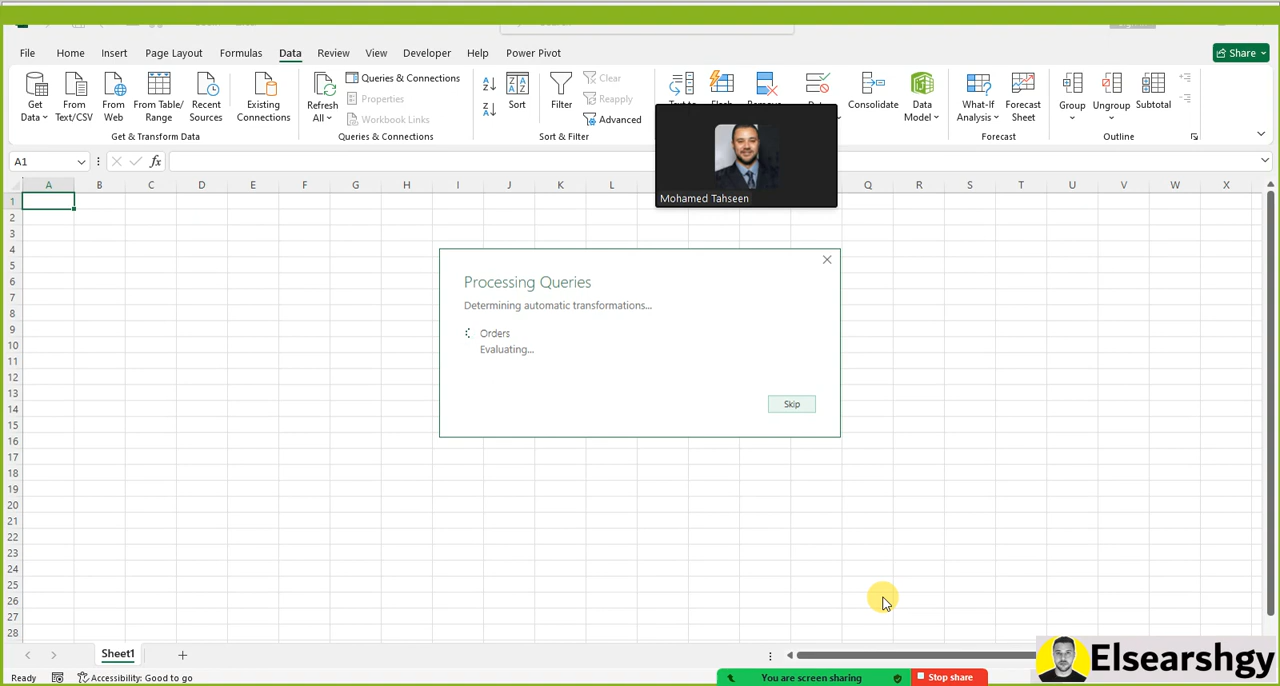 File Home Insert Page Layout Formulas Data Review View Developer Help Power Pivot Share
Get Data
From Text/CSV
From Web
From Table/ Range
Recent Sources
Existing Connections
Refresh All
Queries & Connections
Properties
Workbook Links
Sort
Filter
Clear
Reapply
Advanced
Consolidate
Data Model
What-If Analysis
Forecast Sheet
Group
Ungroup
Subtotal
Get & Transform Data
Queries & Connections
Sort & Filter
Forecast
Outline
A1
fx
Mohamed Tahseen
A B C D E F G H I J K L Q R S T U V W X
1
2
3
4
5
6
7
8
9
10
11
12
13
14
15
16
17
18
19
20
21
22
23
24
25
26
27
28
Processing Queries
Determining automatic transformations...
Orders
Evaluating...
Skip
Sheet1
Ready
Accessibility: Good to go
You are screen sharing
Stop share
Elsearshgy